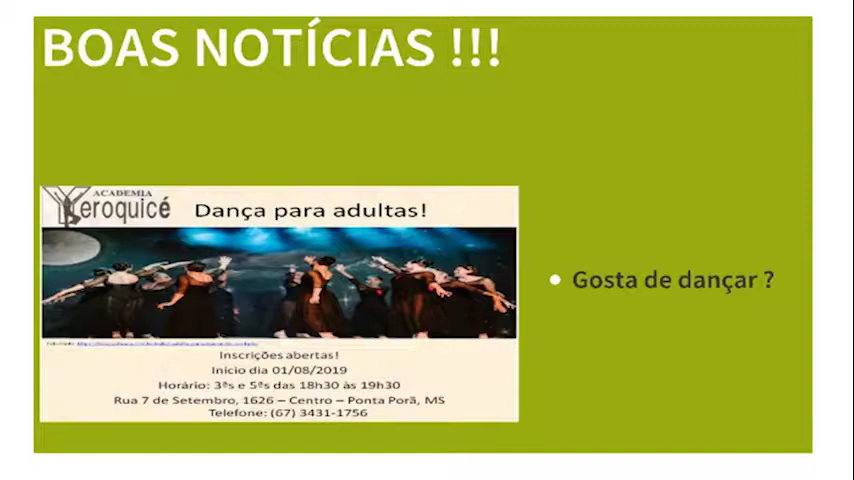 BOAS NOTÍCIAS !!!
ACADEMIA
Yeroquicé
Dança para adultas!
Inscrições abertas!
Início dia 01/08/2019
Horário: 3ªs e 5ªs das 18h30 às 19h30
Rua 7 de Setembro, 1626 – Centro – Ponta Porã, MS
Telefone: (67) 3431-1756
• Gosta de dançar ?